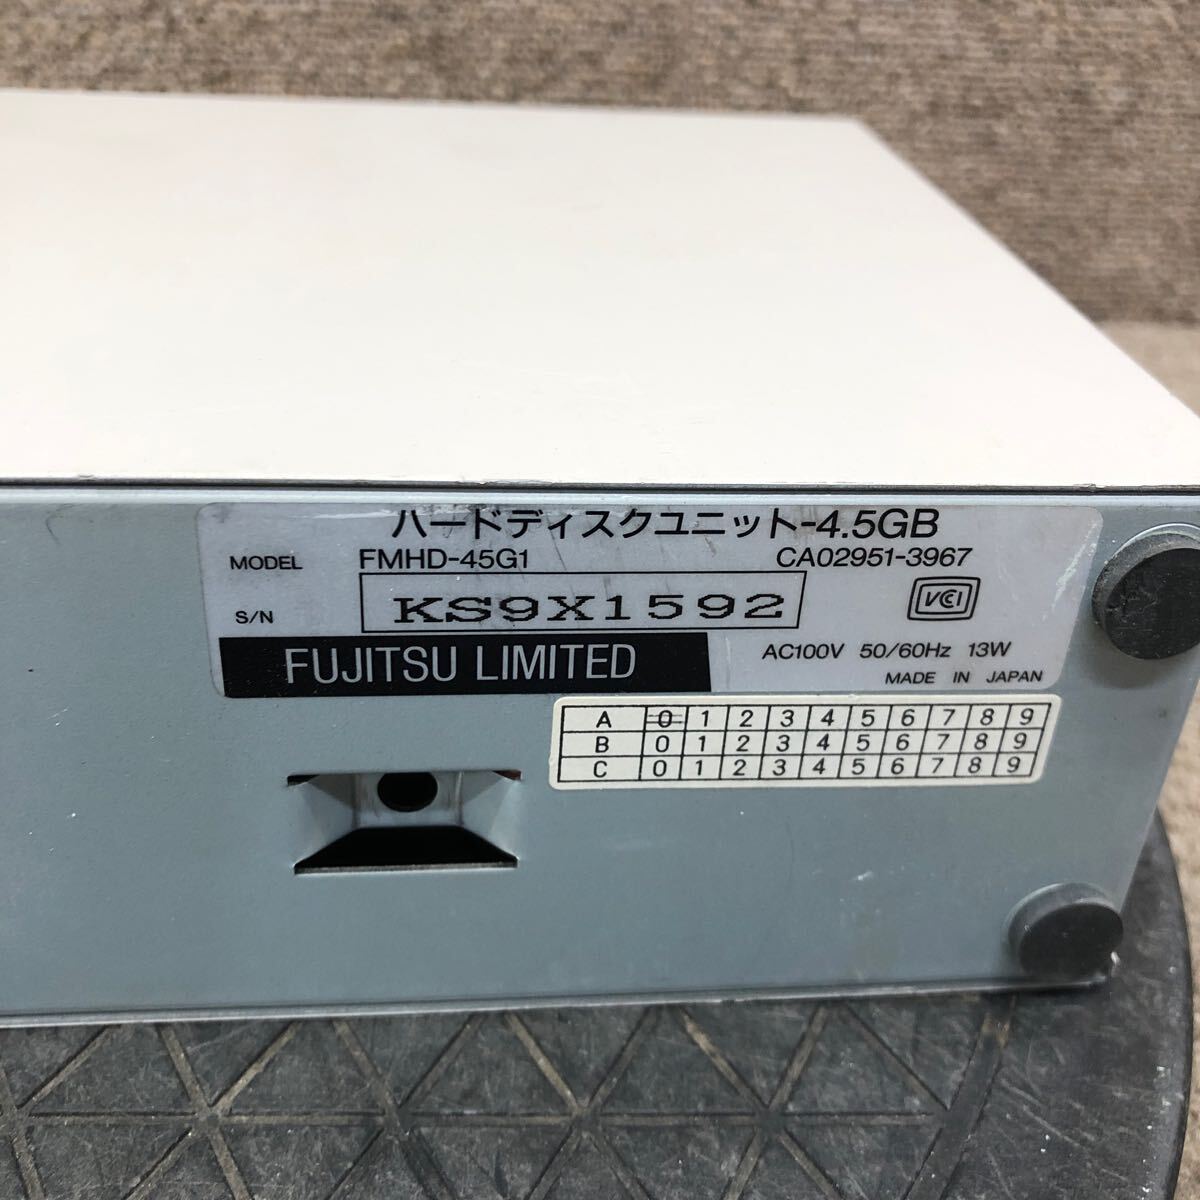 ハードディスクユニット-4.5GB
MODEL FMHD-45G1 CA02951-3967
S/N KS9X1592
VCCI
FUJITSU LIMITED
AC100V 50/60Hz 13W
MADE IN JAPAN
A 0 1 2 3 4 5 6 7 8 9
B 0 1 2 3 4 5 6 7 8 9
C 0 1 2 3 4 5 6 7 8 9